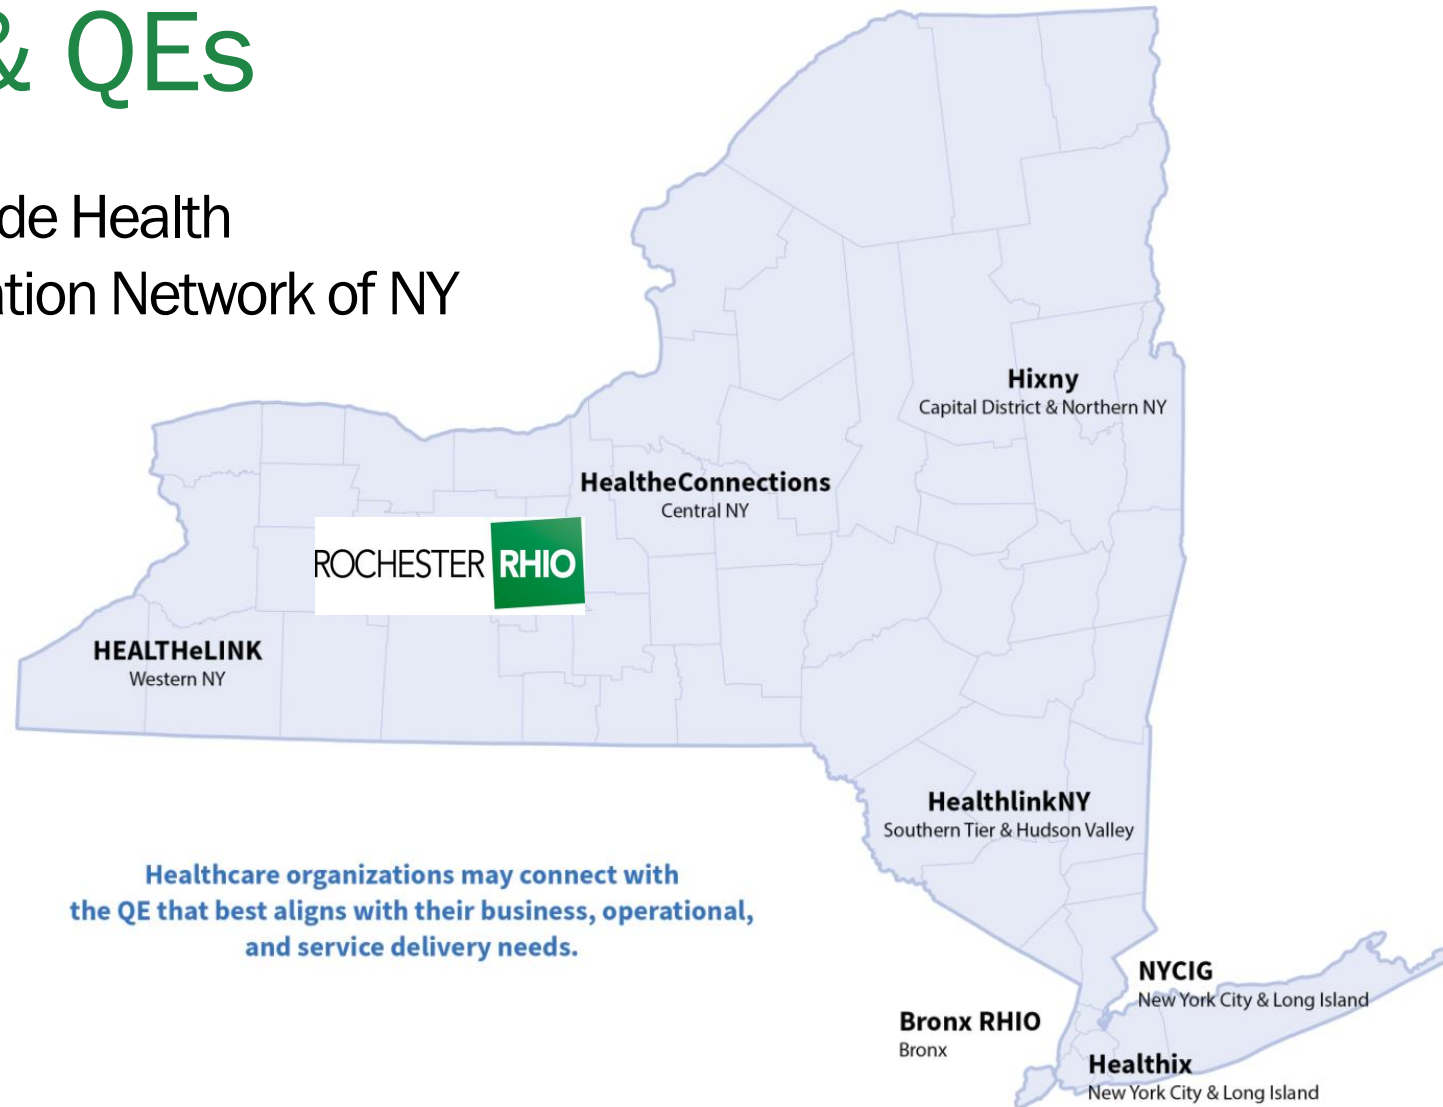 & QEs
de Health
ation Network of NY
Hixny
Capital District & Northern NY
HealtheConnections
Central NY
ROCHESTER RHIO
HEALTHeLINK
Western NY
HealthlinkNY
Southern Tier & Hudson Valley
Healthcare organizations may connect with
the QE that best aligns with their business, operational,
and service delivery needs.
NYCIG
New York City & Long Island
Bronx RHIO
Bronx
Healthix
New York City & Long Island